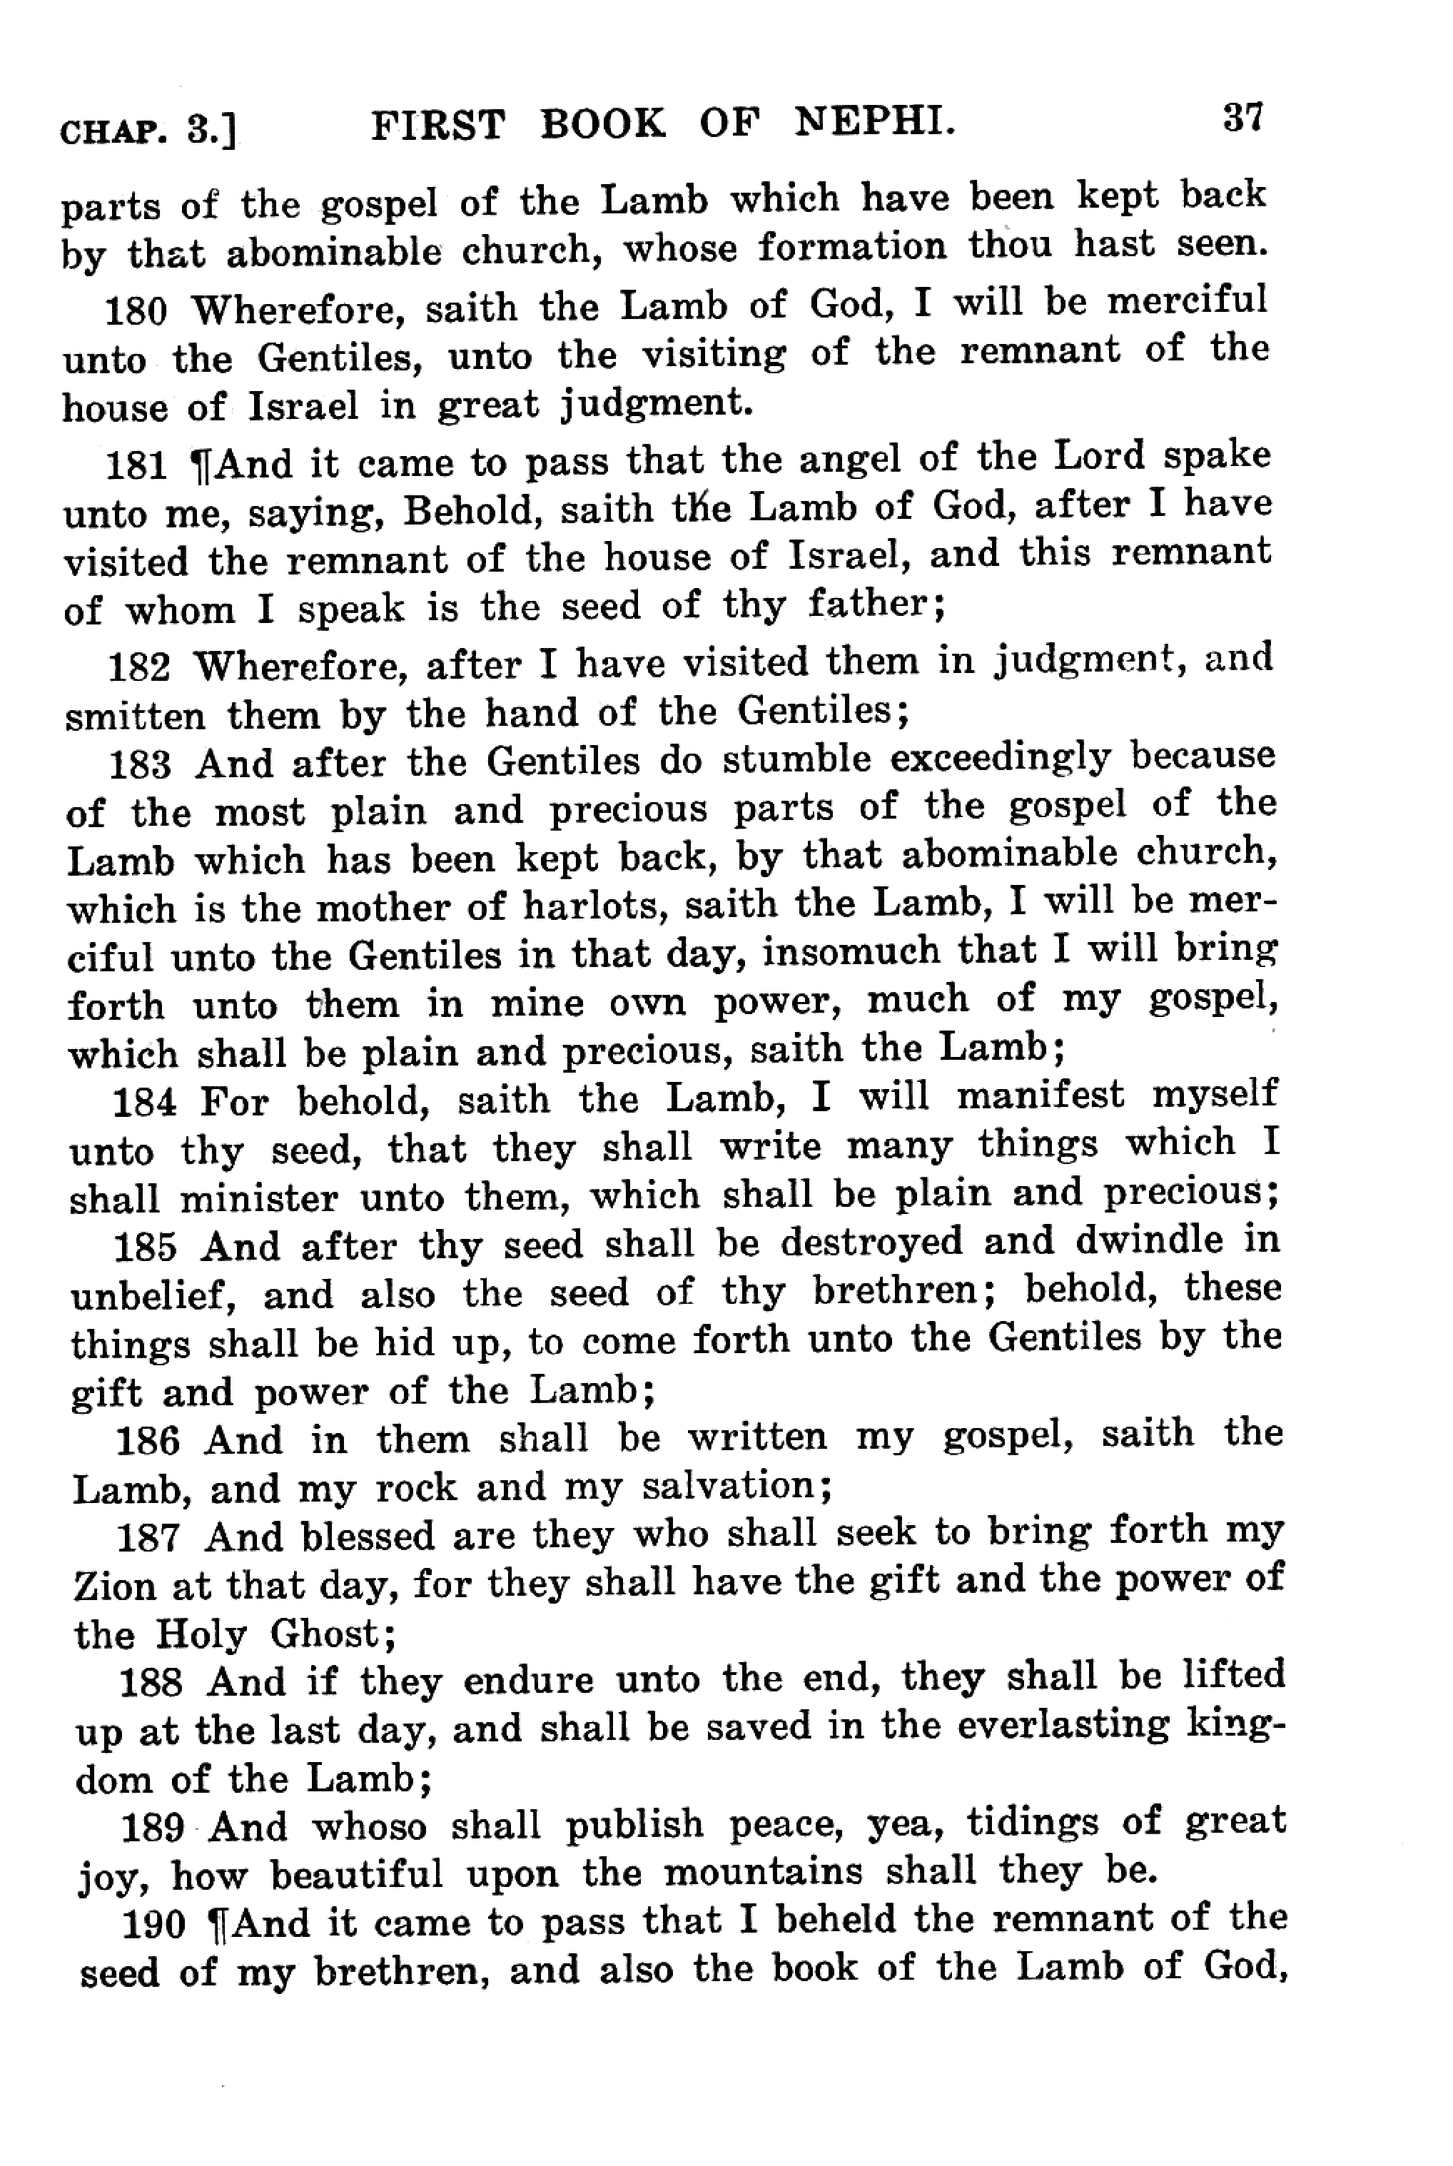 CHAP. 3.] FIRST BOOK OF NEPHI. 37
parts of the gospel of the Lamb which have been kept back
by that abominable church, whose formation thou hast seen.
180 Wherefore, saith the Lamb of God, I will be merciful
unto the Gentiles, unto the visiting of the remnant of the
house of Israel in great judgment.
181 ¶And it came to pass that the angel of the Lord spake
unto me, saying, Behold, saith the Lamb of God, after I have
visited the remnant of the house of Israel, and this remnant
of whom I speak is the seed of thy father;
182 Wherefore, after I have visited them in judgment, and
smitten them by the hand of the Gentiles;
183 And after the Gentiles do stumble exceedingly because
of the most plain and precious parts of the gospel of the
Lamb which has been kept back, by that abominable church,
which is the mother of harlots, saith the Lamb, I will be mer-
ciful unto the Gentiles in that day, insomuch that I will bring
forth unto them in mine own power, much of my gospel,
which shall be plain and precious, saith the Lamb;
184 For behold, saith the Lamb, I will manifest myself
unto thy seed, that they shall write many things which I
shall minister unto them, which shall be plain and precious;
185 And after thy seed shall be destroyed and dwindle in
unbelief, and also the seed of thy brethren; behold, these
things shall be hid up, to come forth unto the Gentiles by the
gift and power of the Lamb;
186 And in them shall be written my gospel, saith the
Lamb, and my rock and my salvation;
187 And blessed are they who shall seek to bring forth my
Zion at that day, for they shall have the gift and the power of
the Holy Ghost;
188 And if they endure unto the end, they shall be lifted
up at the last day, and shall be saved in the everlasting king-
dom of the Lamb;
189 And whoso shall publish peace, yea, tidings of great
joy, how beautiful upon the mountains shall they be.
190 ¶And it came to pass that I beheld the remnant of the
seed of my brethren, and also the book of the Lamb of God,